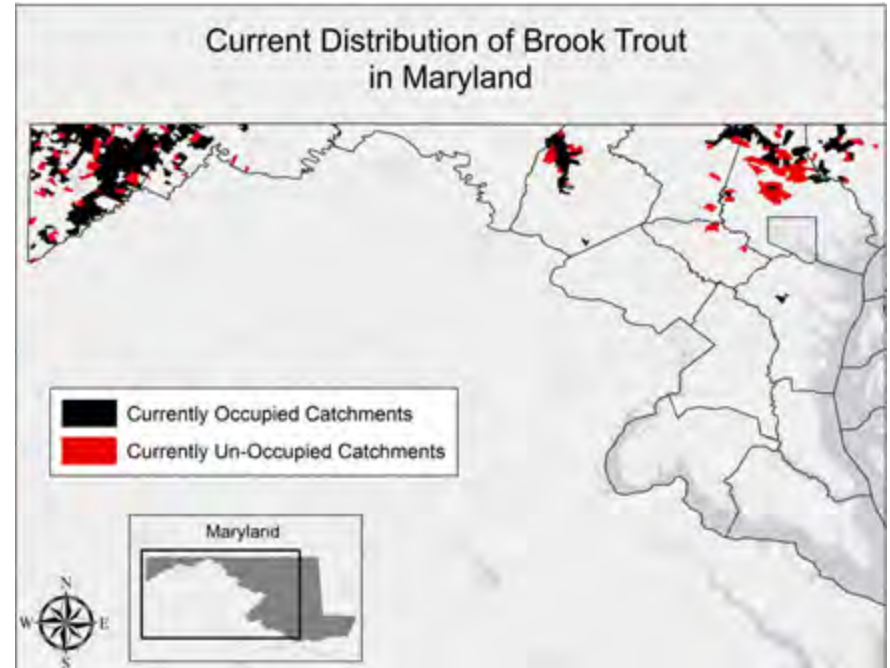 Current Distribution of Brook Trout
in Maryland
Currently Occupied Catchments
Currently Un-Occupied Catchments
Maryland
N
W E
S